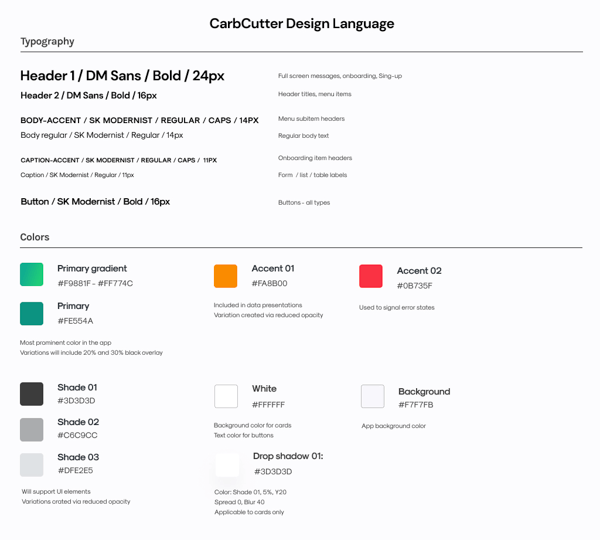 CarbCutter Design Language
Typography
Header 1 / DM Sans / Bold / 24px
Full screen messages, onboarding, Sing-up
Header 2 / DM Sans / Bold / 16px
Header titles, menu items
BODY-ACCENT / SK MODERNIST / REGULAR / CAPS / 14PX
Menu subitem headers
Body regular / SK Modernist / Regular / 14px
Regular body text
CAPTION-ACCENT / SK MODERNIST / REGULAR / CAPS / 11PX
Onboarding item headers
Caption / SK Modernist / Regular / 11px
Form / list / table labels
Button / SK Modernist / Bold / 16px
Buttons - all types
Colors
Primary gradient
#F9881F - #FF774C
Primary
#FE554A
Most prominent color in the app
Variations will include 20% and 30% black overlay
Accent 01
#FA8B00
Included in data presentations
Variation created via reduced opacity
Accent 02
#0B735F
Used to signal error states
Shade 01
#3D3D3D
Shade 02
#C6C9CC
Shade 03
#DFE2E5
Will support UI elements
Variations crated via reduced opacity
White
#FFFFFF
Background color for cards
Text color for buttons
Drop shadow 01:
#3D3D3D
Color: Shade 01, 5%, Y20
Spread 0, Blur 40
Applicable to cards only
Background
#F7F7FB
App background color